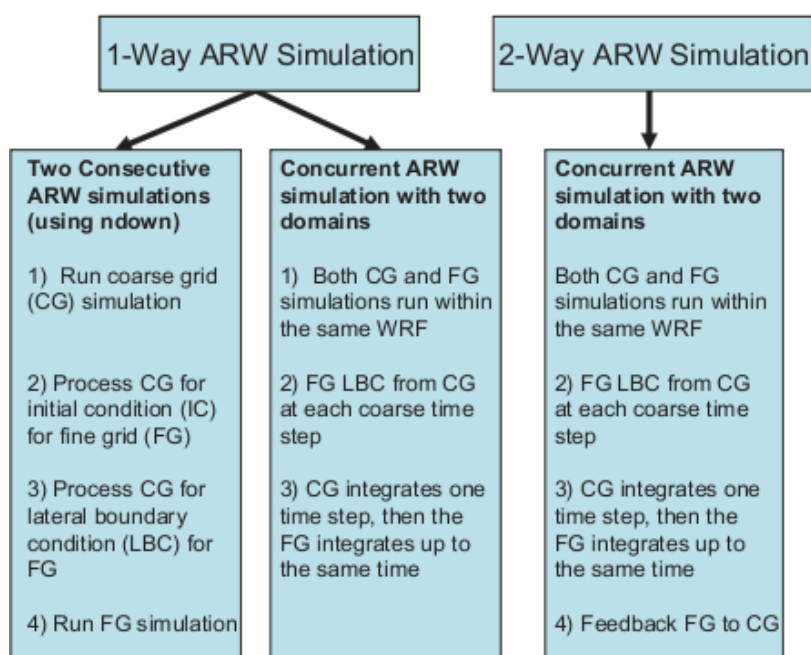 1-Way ARW Simulation
2-Way ARW Simulation
Two Consecutive
ARW simulations
(using ndown)
1) Run coarse grid
(CG) simulation
2) Process CG for
initial condition (IC)
for fine grid (FG)
3) Process CG for
lateral boundary
condition (LBC) for
FG
4) Run FG simulation
Concurrent ARW
simulation with two
domains
1) Both CG and FG
simulations run within
the same WRF
2) FG LBC from CG
at each coarse time
step
3) CG integrates one
time step, then the
FG integrates up to
the same time
Concurrent ARW
simulation with two
domains
Both CG and FG
simulations run within
the same WRF
2) FG LBC from CG
at each coarse time
step
3) CG integrates one
time step, then the
FG integrates up to
the same time
4) Feedback FG to CG